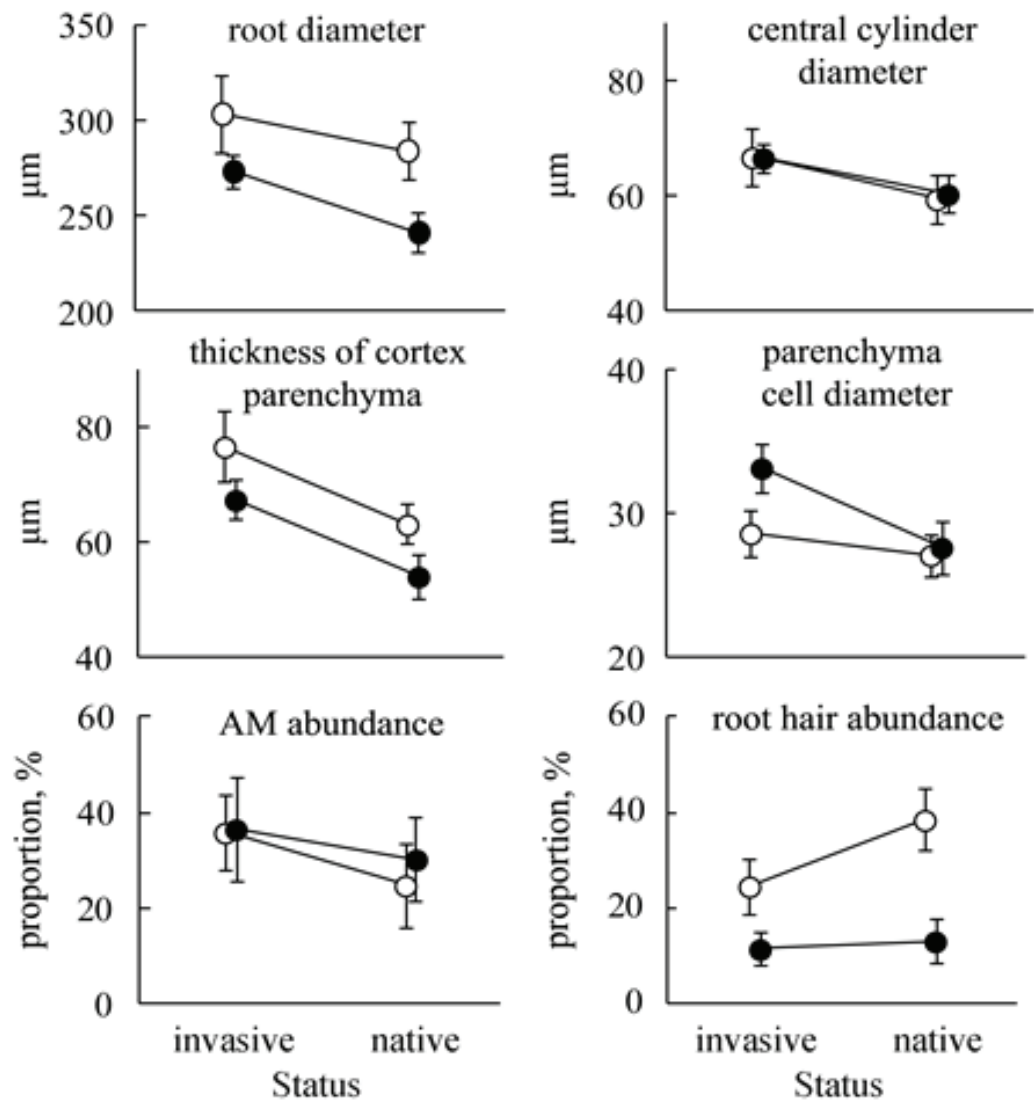 root diameter
350
300
250
200
µm
central cylinder
diameter
80
60
40
µm
thickness of cortex
parenchyma
80
60
40
µm
parenchyma
cell diameter
40
30
20
µm
AM abundance
60
40
20
0
proportion, %
invasive native
Status
root hair abundance
60
40
20
0
proportion, %
invasive native
Status